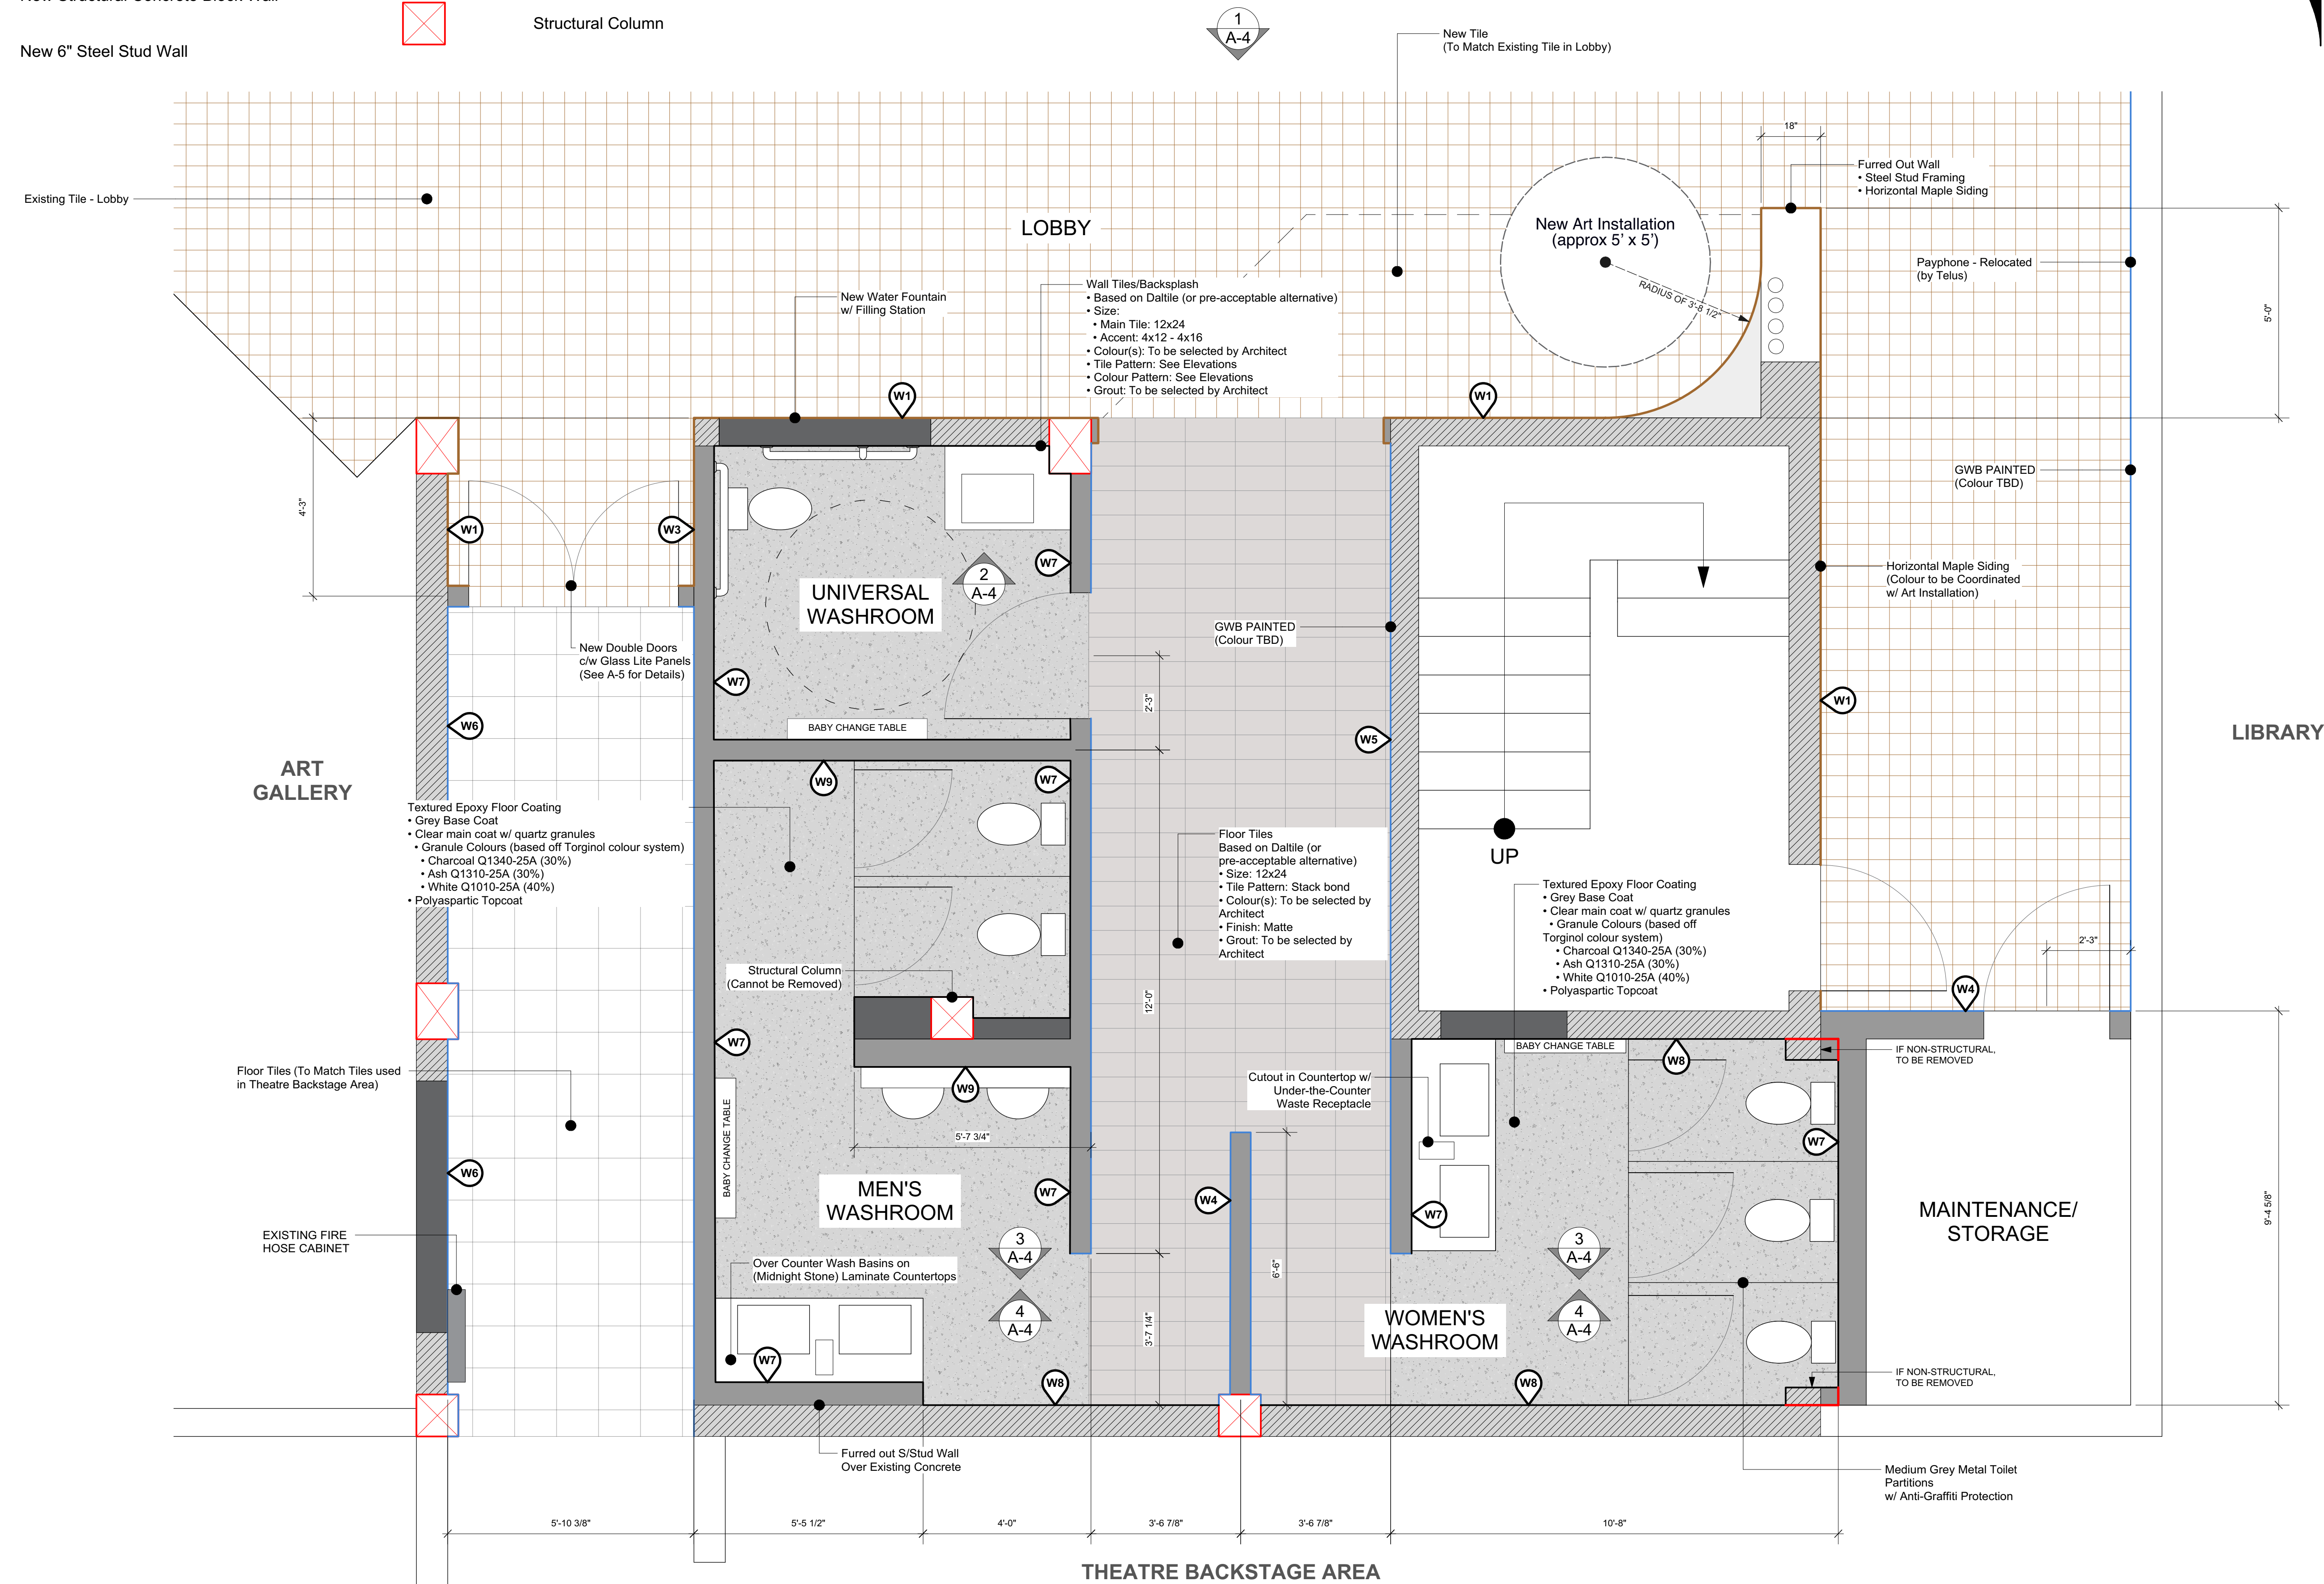 New Structural Concrete Block Wall
New 6" Steel Stud Wall
Structural Column
1
A-4
New Tile
(To Match Existing Tile in Lobby)
18"
Furred Out Wall
• Steel Stud Framing
• Horizontal Maple Siding
Existing Tile - Lobby
LOBBY
New Art Installation
(approx 5' x 5')
RADIUS OF 3'-8 1/2"
Payphone - Relocated
(by Telus)
5'-0"
New Water Fountain
w/ Filling Station
Wall Tiles/Backsplash
• Based on Daltile (or pre-acceptable alternative)
• Size:
• Main Tile: 12x24
• Accent: 4x12 - 4x16
• Colour(s): To be selected by Architect
• Tile Pattern: See Elevations
• Colour Pattern: See Elevations
• Grout: To be selected by Architect
W1
W1
GWB PAINTED
(Colour TBD)
4'-3"
W1
W3
W7
2
A-4
UNIVERSAL
WASHROOM
Horizontal Maple Siding
(Colour to be Coordinated
w/ Art Installation)
GWB PAINTED
(Colour TBD)
New Double Doors
c/w Glass Lite Panels
(See A-5 for Details)
W7
2'-3"
W1
W6
BABY CHANGE TABLE
W5
LIBRARY
ART
GALLERY
W9
W7
Textured Epoxy Floor Coating
• Grey Base Coat
• Clear main coat w/ quartz granules
• Granule Colours (based off Torginol colour system)
• Charcoal Q1340-25A (30%)
• Ash Q1310-25A (30%)
• White Q1010-25A (40%)
• Polyaspartic Topcoat
Floor Tiles
Based on Daltile (or
pre-acceptable alternative)
• Size: 12x24
• Tile Pattern: Stack bond
• Colour(s): To be selected by
Architect
• Finish: Matte
• Grout: To be selected by
Architect
UP
Textured Epoxy Floor Coating
• Grey Base Coat
• Clear main coat w/ quartz granules
• Granule Colours (based off
Torginol colour system)
• Charcoal Q1340-25A (30%)
• Ash Q1310-25A (30%)
• White Q1010-25A (40%)
• Polyaspartic Topcoat
2'-3"
Structural Column
(Cannot be Removed)
12'-0"
W4
W7
BABY CHANGE TABLE
IF NON-STRUCTURAL,
TO BE REMOVED
W8
Floor Tiles (To Match Tiles used
in Theatre Backstage Area)
W9
Cutout in Countertop w/
Under-the-Counter
Waste Receptacle
BABY CHANGE TABLE
5'-7 3/4"
W7
W6
MEN'S
WASHROOM
W7
W4
W7
MAINTENANCE/
STORAGE
9'-4 5/8"
EXISTING FIRE
HOSE CABINET
3
A-4
3
A-4
Over Counter Wash Basins on
(Midnight Stone) Laminate Countertops
6'-6"
4
A-4
3'-7 1/4"
WOMEN'S
WASHROOM
4
A-4
W7
W8
W8
IF NON-STRUCTURAL,
TO BE REMOVED
Furred out S/Stud Wall
Over Existing Concrete
Medium Grey Metal Toilet
Partitions
w/ Anti-Graffiti Protection
5'-10 3/8"
5'-5 1/2"
4'-0"
3'-6 7/8"
3'-6 7/8"
10'-8"
THEATRE BACKSTAGE AREA